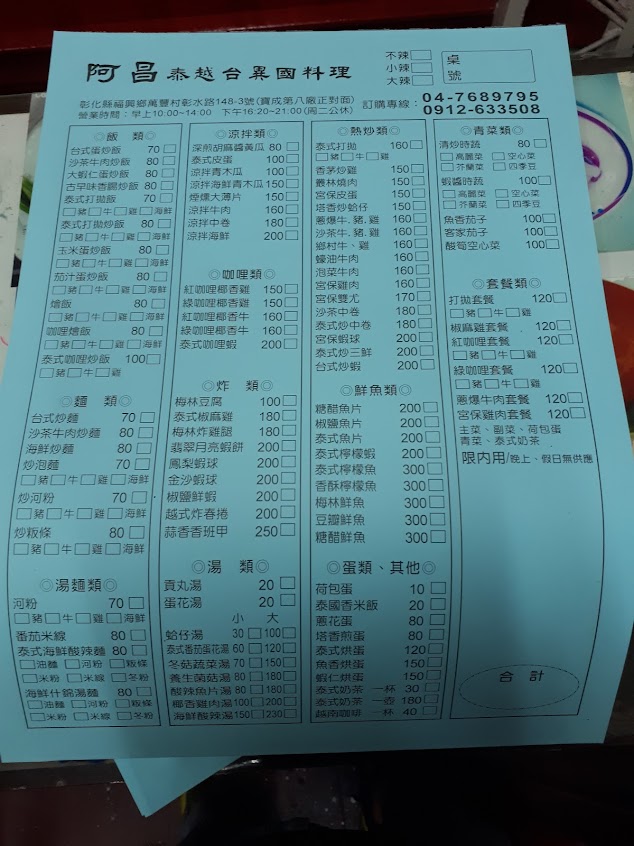 阿昌泰越台異國料理
不辣□
小辣□
大辣□
桌
號
彰化縣福興鄉萬豐村彰水路148-3號(寶成第八廠正對面)
營業時間:早上10:00~14:00 下午16:20~21:00(周二公休)
訂購專線:
04-7689795
0912-633508
◎飯 類◎
台式蛋炒飯 70□
沙茶牛肉炒飯 80□
大蝦仁蛋炒飯 80□
古早味香腸炒飯 80□
泰式打拋飯 70□
□豬□牛□雞□海鮮
泰式打拋炒飯 80□
□豬□牛□雞□海鮮
玉米蛋炒飯 80□
□豬□牛□雞□海鮮
茄汁蛋炒飯 80□
□豬□牛□雞□海鮮
燴飯 80□
□豬□牛□雞□海鮮
咖哩燴飯 80□
□豬□牛□雞□海鮮
泰式咖哩炒飯 100□
□豬□牛□雞
◎麵 類◎
台式炒麵 70□
沙茶牛肉炒麵 80□
海鮮炒麵 80□
炒泡麵 70□
□豬□牛□雞□海鮮
炒河粉 70□
□豬□牛□雞□海鮮
炒粄條 80□
□豬□牛□雞□海鮮
◎湯麵類◎
河粉 70□
□豬□牛□雞□海鮮
番茄米線 80□
泰式海鮮酸辣麵 80□
□油麵□河粉□粄條
□米粉□米線□冬粉
海鮮什錦湯麵 80□
□油麵□河粉□粄條
□米粉□米線□冬粉
◎涼拌類◎
深煎胡麻醬黃瓜 80□
泰式皮蛋 100□
涼拌青木瓜 100□
涼拌海鮮青木瓜 150□
煙燻大薄片 150□
涼拌牛肉 160□
涼拌中卷 180□
涼拌海鮮 200□
◎咖哩類◎
紅咖哩椰香雞 150□
綠咖哩椰香雞 150□
紅咖哩椰香牛 160□
綠咖哩椰香牛 160□
泰式咖哩蝦 200□
◎炸 類◎
梅林豆腐 100□
泰式椒麻雞 180□
梅林炸雞腿 180□
翡翠月亮蝦餅 200□
鳳梨蝦球 200□
金沙蝦球 200□
椒鹽鮮蝦 200□
越式炸春捲 200□
蒜香香班甲 250□
◎湯 類◎
貢丸湯 20□
蛋花湯 20□
小 大
蛤仔湯 30□100□
泰式番茄蛋花湯 60□120□
冬菇蔬菜湯 70□180□
養生菌菇湯 80□180□
酸辣魚片湯 80□180□
椰香雞肉湯 100□200□
海鮮酸辣湯 150□230□
◎熱炒類◎
泰式打拋 160□
□豬□牛□雞
香茅炒雞 150□
叢林燒肉 150□
宮保皮蛋 150□
塔香炒蛤仔 150□
蔥爆牛.豬.雞 160□
沙茶牛.豬.雞 160□
鄉村牛、雞 160□
蠔油牛肉 160□
泡菜牛肉 160□
宮保雞肉 160□
宮保雙尤 170□
沙茶中卷 180□
泰式炒中卷 180□
宮保蝦球 200□
泰式炒三鮮 200□
台式炒蝦 200□
◎鮮魚類◎
糖醋魚片 200□
椒鹽魚片 200□
泰式魚片 200□
泰式檸檬蝦 200□
泰式檸檬魚 300□
香酥檸檬魚 300□
梅林鮮魚 300□
豆瓣鮮魚 300□
糖醋鮮魚 300□
◎蛋類、其他◎
荷包蛋 10□
泰國香米飯 20□
蔥花蛋 80□
塔香煎蛋 80□
泰式烘蛋 120□
魚香烘蛋 150□
蝦仁烘蛋 150□
泰式奶茶 一杯 30□
泰式奶茶 一壺 180□
越南咖啡 一杯 40□
◎青菜類◎
清炒時蔬 80□
□高麗菜 □空心菜
□芥蘭菜 □四季豆
蝦醬時蔬 100□
□高麗菜 □空心菜
□芥蘭菜 □四季豆
魚香茄子 100□
客家茄子 100□
酸筍空心菜 100□
◎套餐類◎
打拋套餐 120□
□豬□牛□雞
椒麻雞套餐 120□
紅咖哩套餐 120□
□豬□牛□雞
綠咖哩套餐 120□
□豬□牛□雞
蔥爆牛肉套餐 120□
宮保雞肉套餐 120□
主菜、副菜、荷包蛋
青菜、泰式奶茶
限內用/晚上、假日無供應
合 計